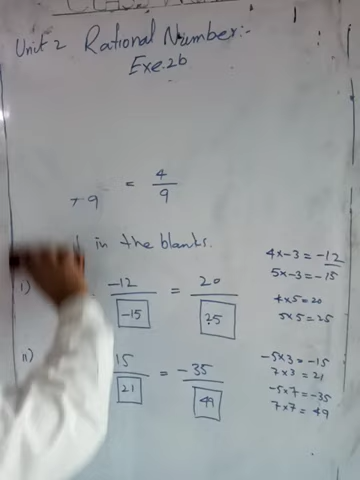 Unit 2 Rational Number:-
Exe.2b
+9 = 4/9
in the blanks.
i) -12/-15 = 20/25
4x-3 = -12
5x-3 = -15
4x5 = 20
5x5 = 25
ii) 15/21 = -35/49
-5x3 = -15
7x3 = 21
-5x7 = -35
7x7 = 49